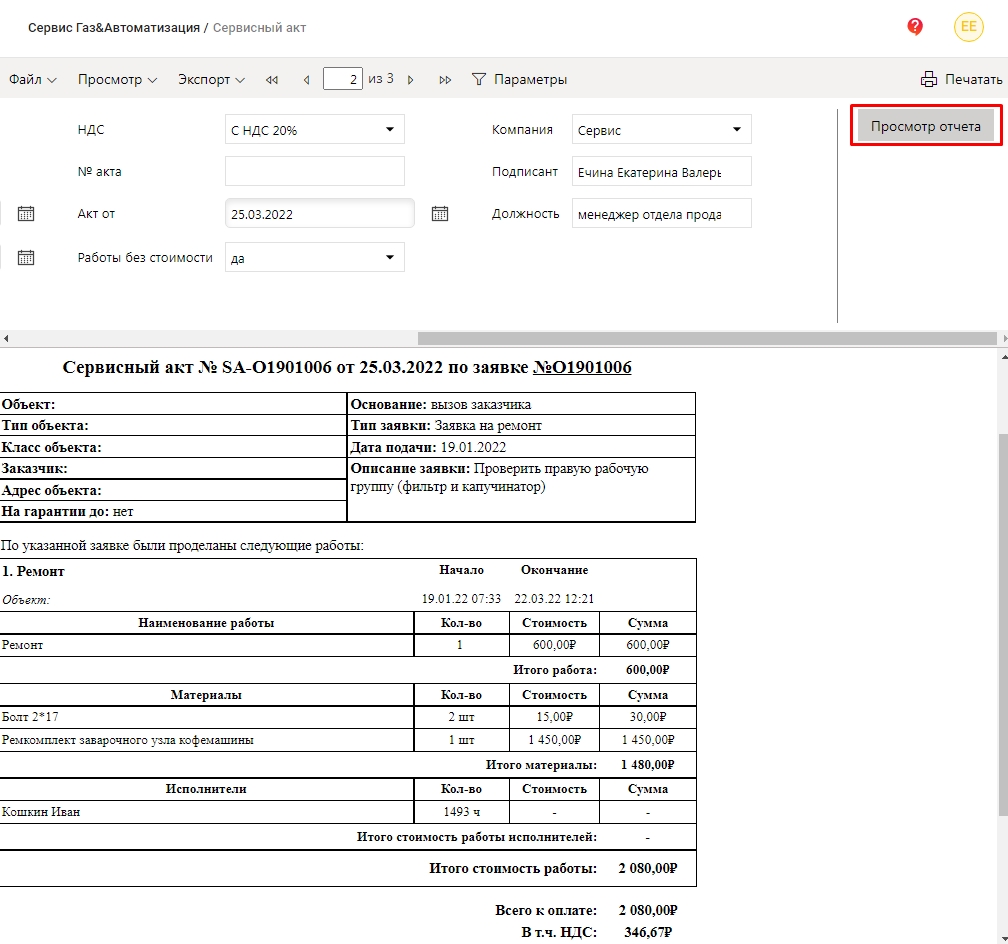 Сервис Газ&Автоматизация / Сервисный акт
? EE
Файл Просмотр Экспорт 2 из 3 Параметры Печатать
НДС С НДС 20% Компания Сервис Просмотр отчета
№ акта Подписант Ечина Екатерина Валерь
Акт от 25.03.2022 Должность менеджер отдела прода
Работы без стоимости да
Сервисный акт № SA-O1901006 от 25.03.2022 по заявке №O1901006
Объект: Основание: вызов заказчика
Тип объекта: Тип заявки: Заявка на ремонт
Класс объекта: Дата подачи: 19.01.2022
Заказчик: Описание заявки: Проверить правую рабочую
Адрес объекта: группу (фильтр и капучинатор)
На гарантии до: нет
По указанной заявке были проделаны следующие работы:
1. Ремонт Начало Окончание
Объект: 19.01.22 07:33 22.03.22 12:21
Наименование работы Кол-во Стоимость Сумма
Ремонт 1 600,00₽ 600,00₽
Итого работа: 600,00₽
Материалы Кол-во Стоимость Сумма
Болт 2*17 2 шт 15,00₽ 30,00₽
Ремкомплект заварочного узла кофемашины 1 шт 1 450,00₽ 1 450,00₽
Итого материалы: 1 480,00₽
Исполнители Кол-во Стоимость Сумма
Кошкин Иван 1493 ч - -
Итого стоимость работы исполнителей: -
Итого стоимость работы: 2 080,00₽
Всего к оплате: 2 080,00₽
В т.ч. НДС: 346,67₽